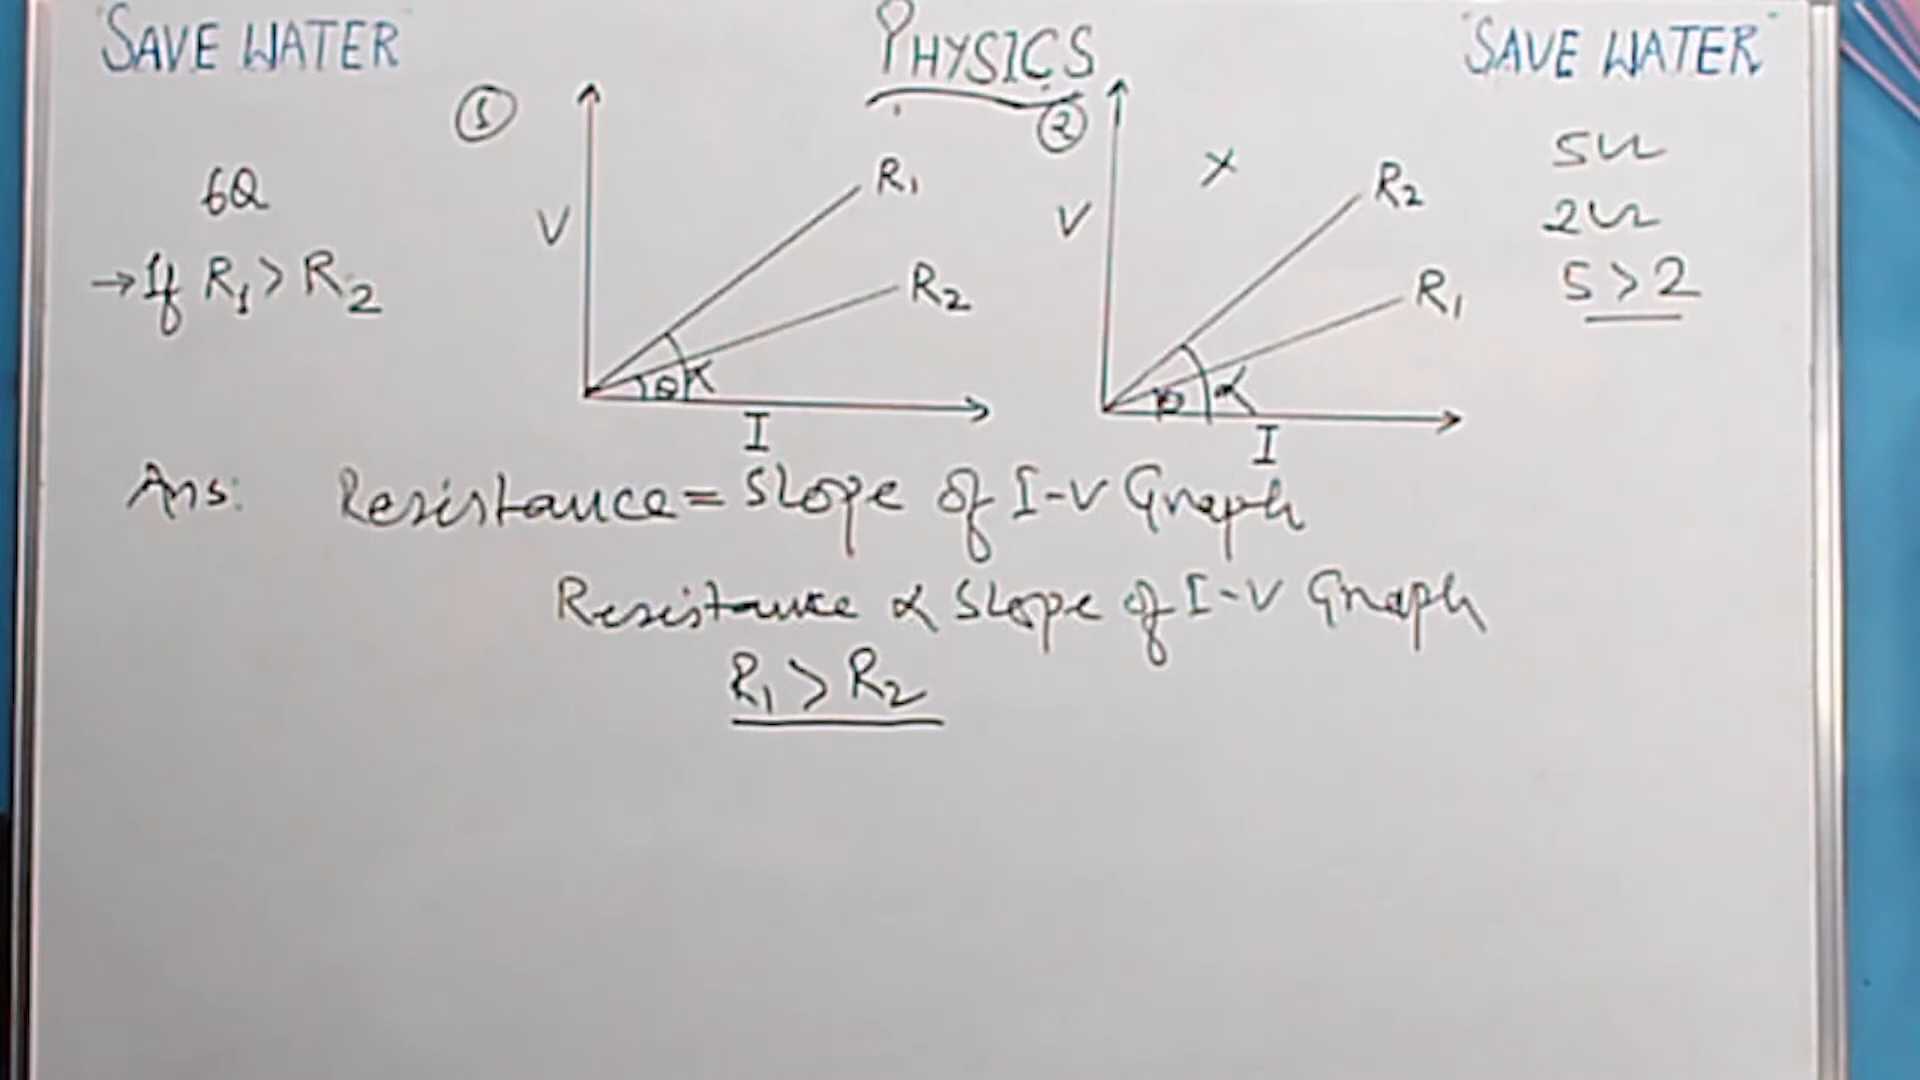 "SAVE WATER
PHYSICS
"SAVE WATER"
6Q
→If R₁ > R₂
①
V
R₁
R₂
θ
α
I
②
V
×
R₂
R₁
θ
α
I
5Ω
2Ω
5 > 2
Ans: Resistance = Slope of I-V Graph
Resistance ∝ Slope of I-V Graph
R₁ > R₂